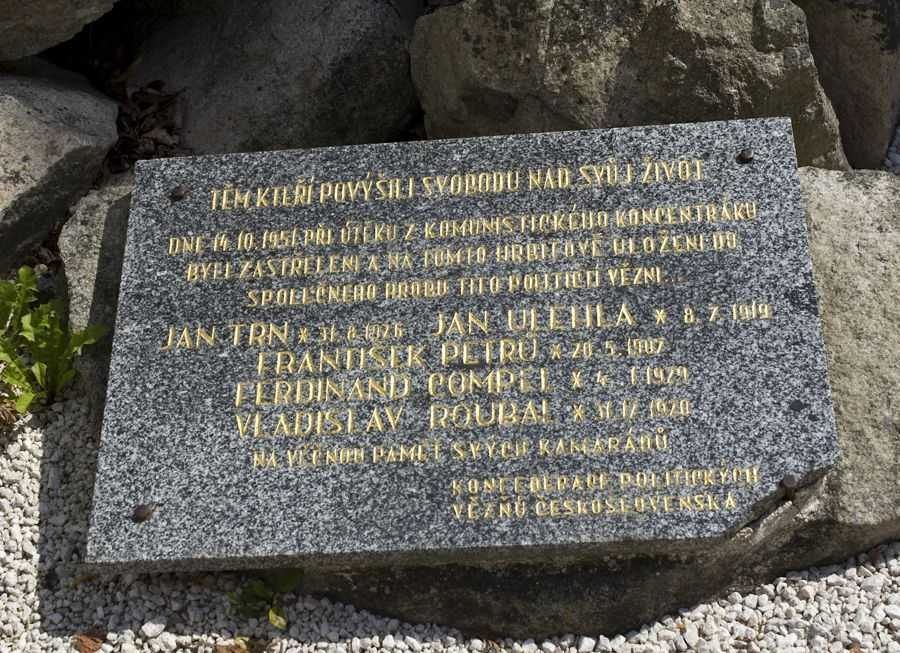 TĚM KTEŘÍ POVÝŠILI SVOBODU NAD SVŮJ ŽIVOT
DNE 14.10.1951 PŘI ÚTĚKU Z KOMUNISTICKÉHO KONCENTRÁKU
BYLI ZASTŘELENI A NA TOMTO HŘBITOVĚ ULOŽENI DO
SPOLEČNÉHO HROBU TITO POLITIČTÍ VĚZNI...
JAN TRN * 31.8.1926 JAN ULEHLA * 8.7.1919
FRANTIŠEK PETRŮ * 20.5.1907
FERDINAND COMPEL * 4.1.1929
VLADISLAV ROUBAL * 1920
NA VĚČNOU PAMĚŤ SVÝCH KAMARÁDŮ
KONFEDERACE POLITICKÝCH
VĚZŇŮ ČESKOSLOVENSKA